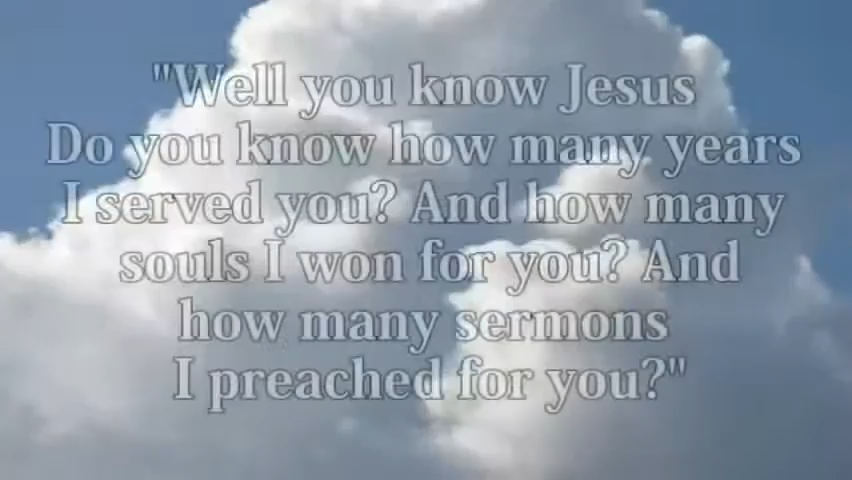 "Well you know Jesus
Do you know how many years
I served you? And how many
souls I won for you? And
how many sermons
I preached for you?"